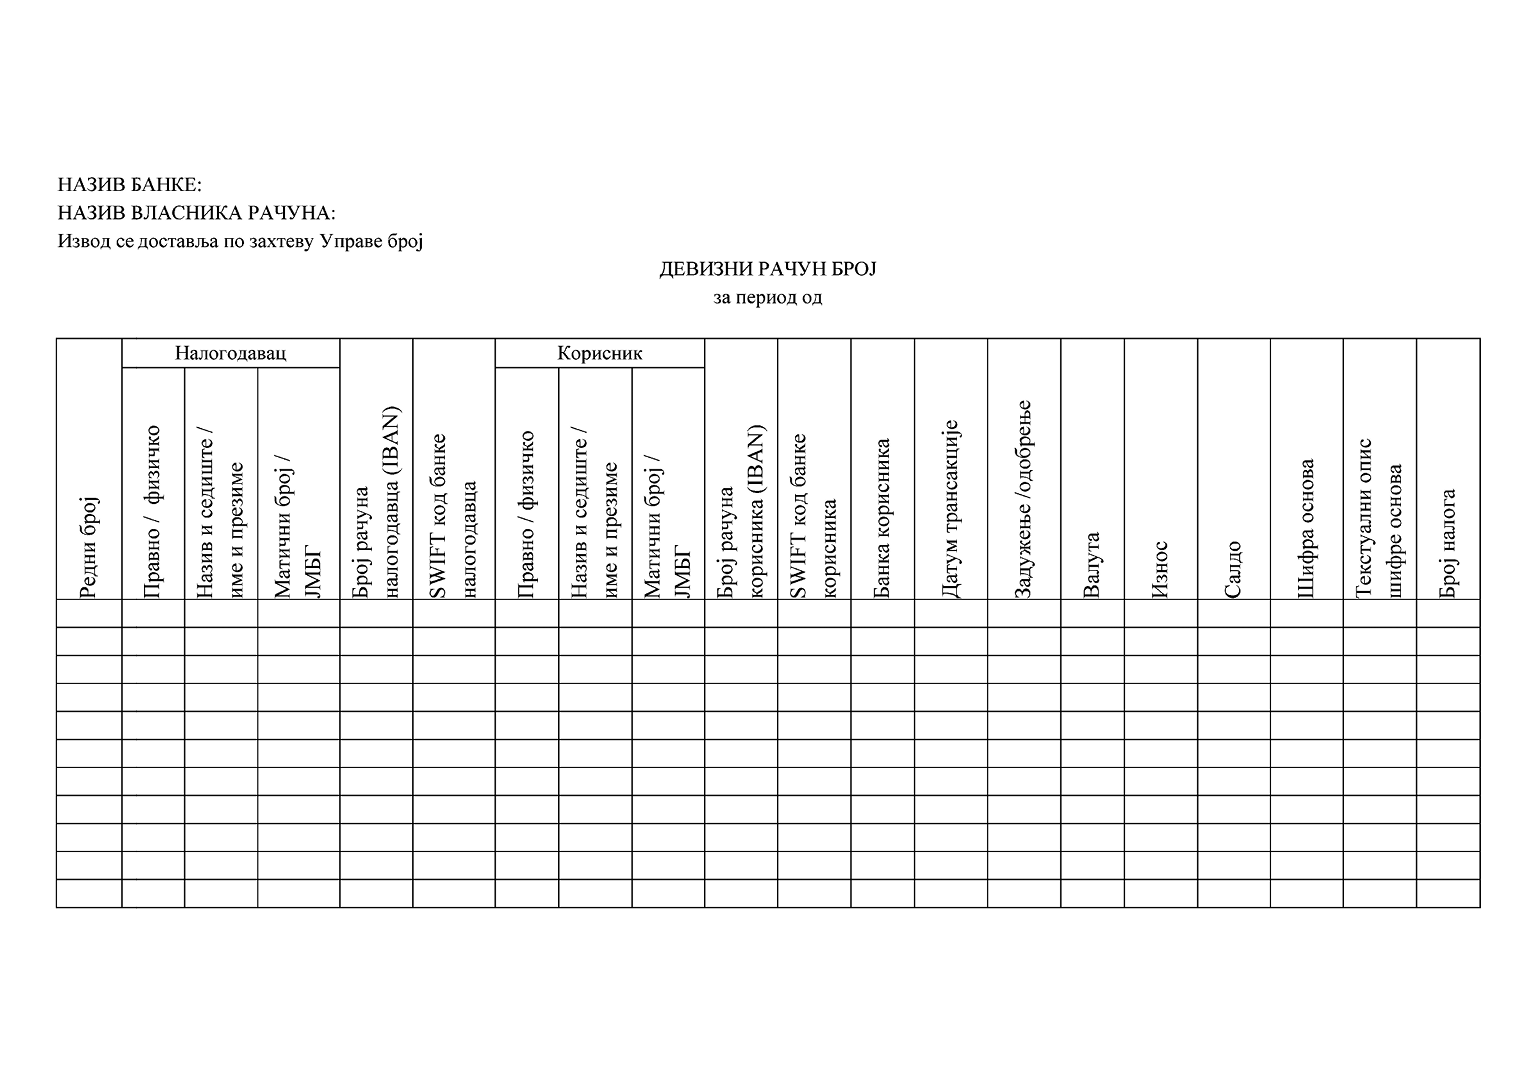 НАЗИВ БАНКЕ:
НАЗИВ ВЛАСНИКА РАЧУНА:
Извод се доставља по захтеву Управе број
ДЕВИЗНИ РАЧУН БРОЈ
за период од
Налогодавац
Корисник
Редни број
Правно / физичко
Назив и седиште /
име и презиме
Матични број /
ЈМБГ
Број рачуна
налогодавца (IBAN)
SWIFT код банке
налогодавца
Правно / физичко
Назив и седиште /
име и презиме
Матични број /
ЈМБГ
Број рачуна
корисника (IBAN)
SWIFT код банке
корисника
Банка корисника
Датум трансакције
Задужење /одобрење
Валута
Износ
Салдо
Шифра основа
Текстуални опис
шифре основа
Број налога